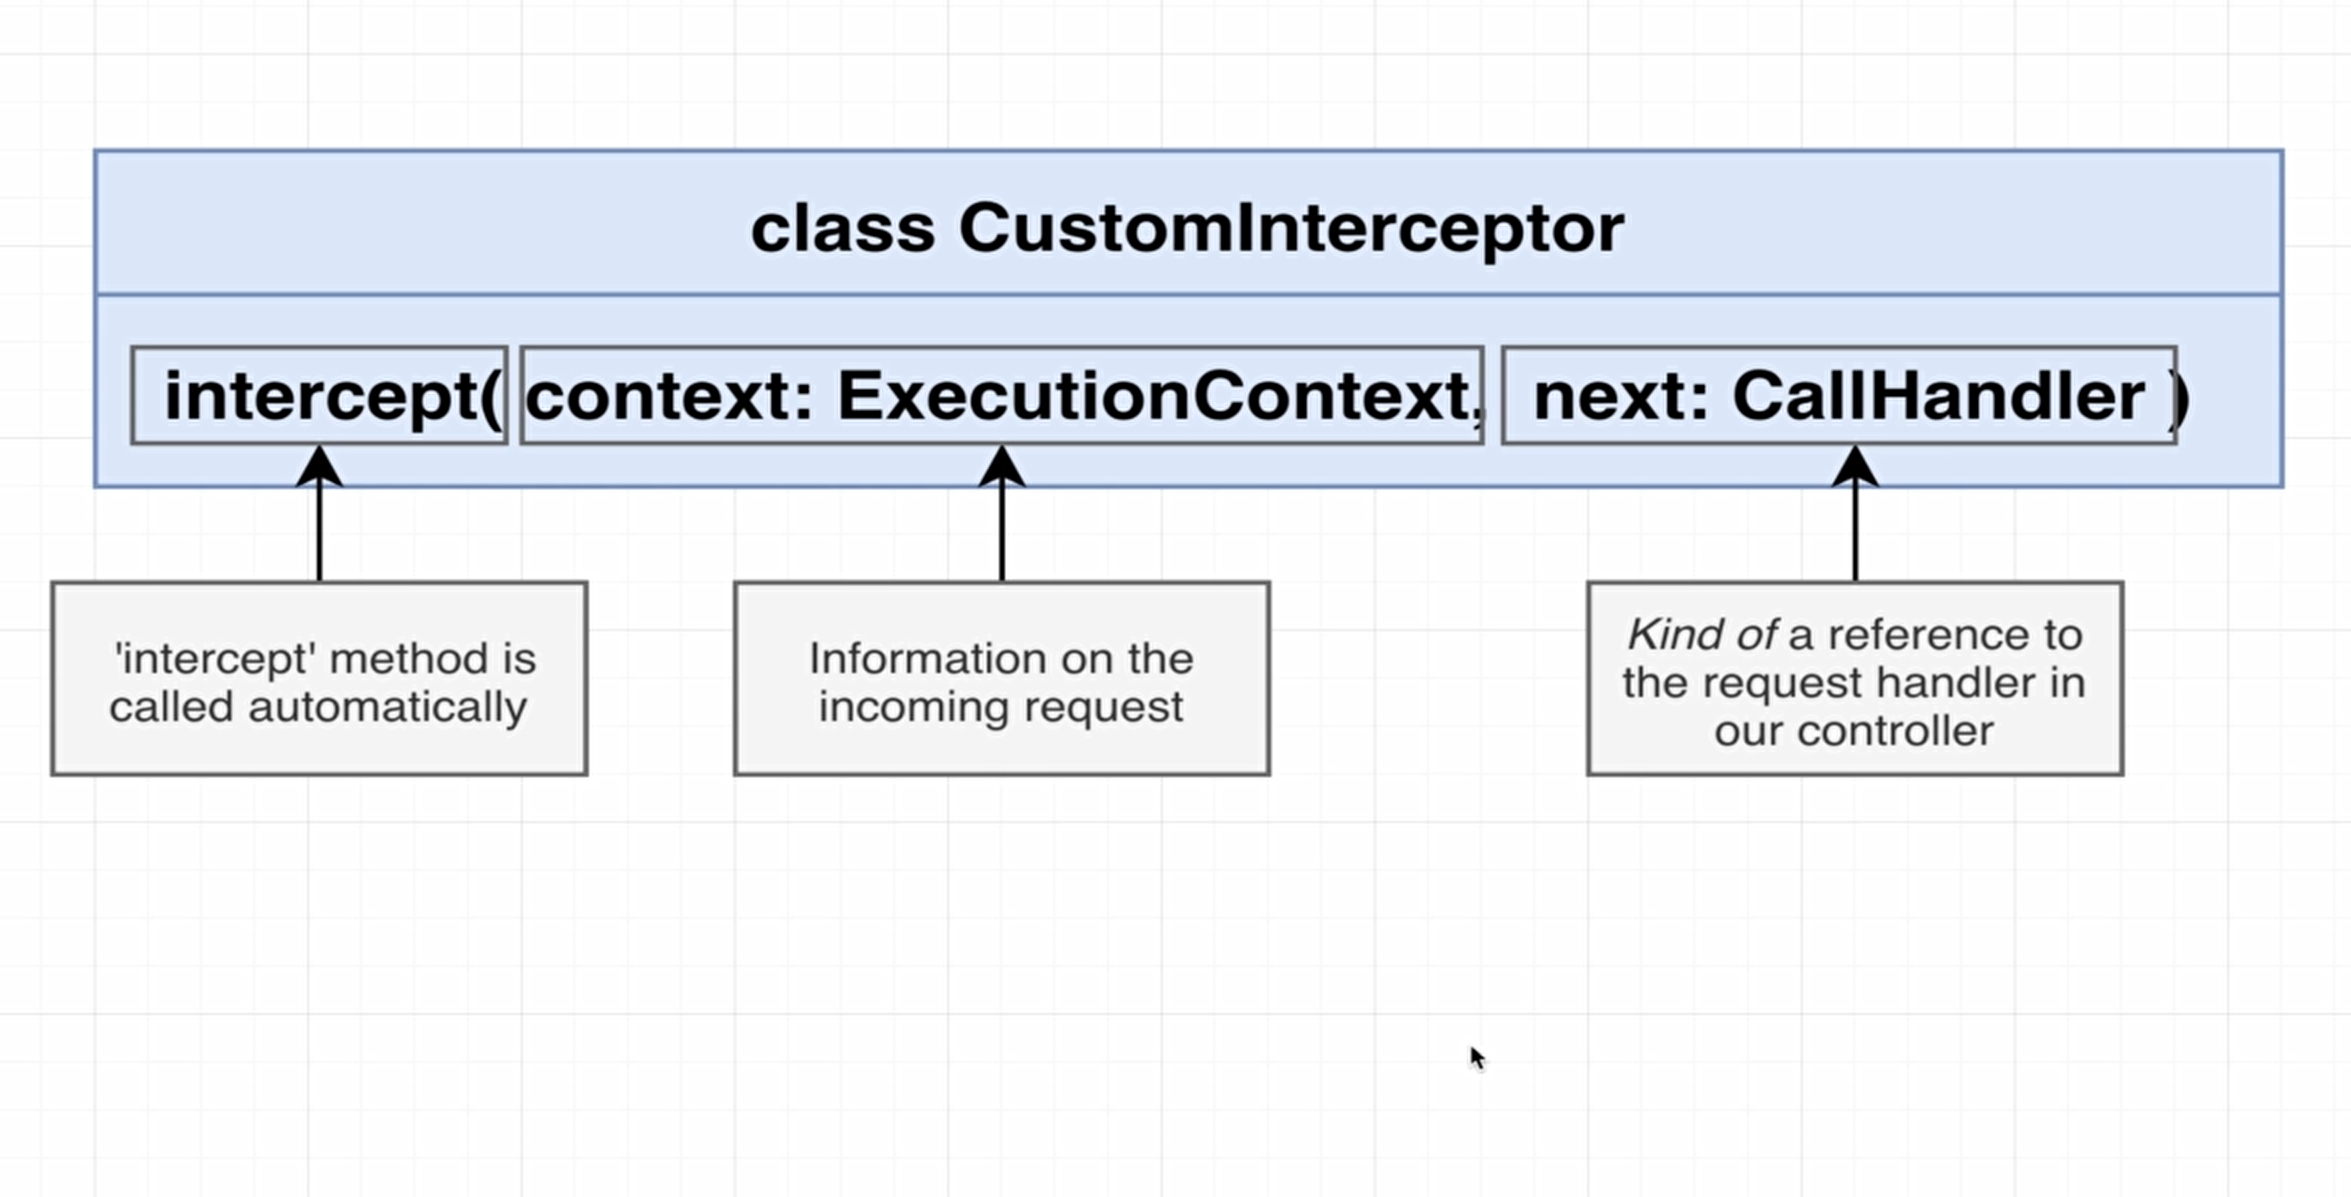 class CustomInterceptor
intercept( context: ExecutionContext, next: CallHandler )
'intercept' method is
called automatically
Information on the
incoming request
Kind of a reference to
the request handler in
our controller